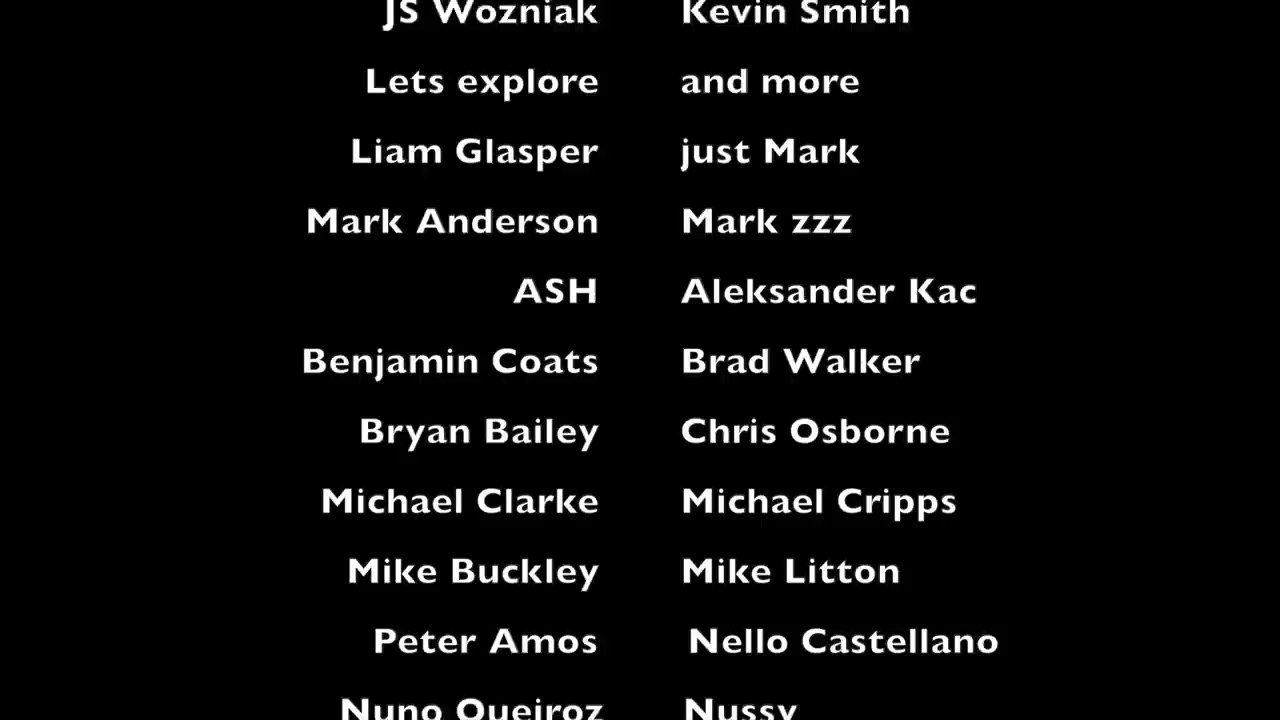 JS Wozniak Kevin Smith
Lets explore and more
Liam Glasper just Mark
Mark Anderson Mark zzz
ASH Aleksander Kac
Benjamin Coats Brad Walker
Bryan Bailey Chris Osborne
Michael Clarke Michael Cripps
Mike Buckley Mike Litton
Peter Amos Nello Castellano
Nuno Queiroz Nussy